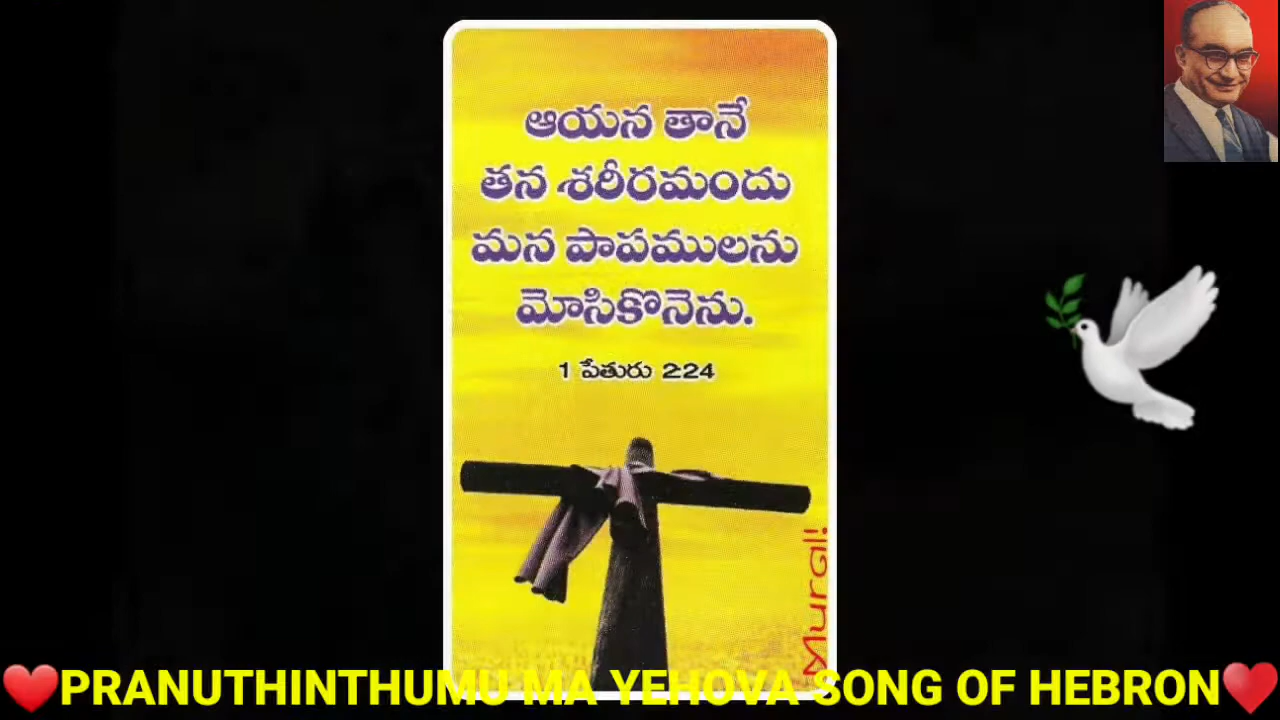 ఆయన తానే
తన శరీరమందు
మన పాపములను
మోసికొనెను.
1 పేతురు 2:24
Murali
❤️PRANUTHINTHUMU MA YEHOVA SONG OF HEBRON❤️